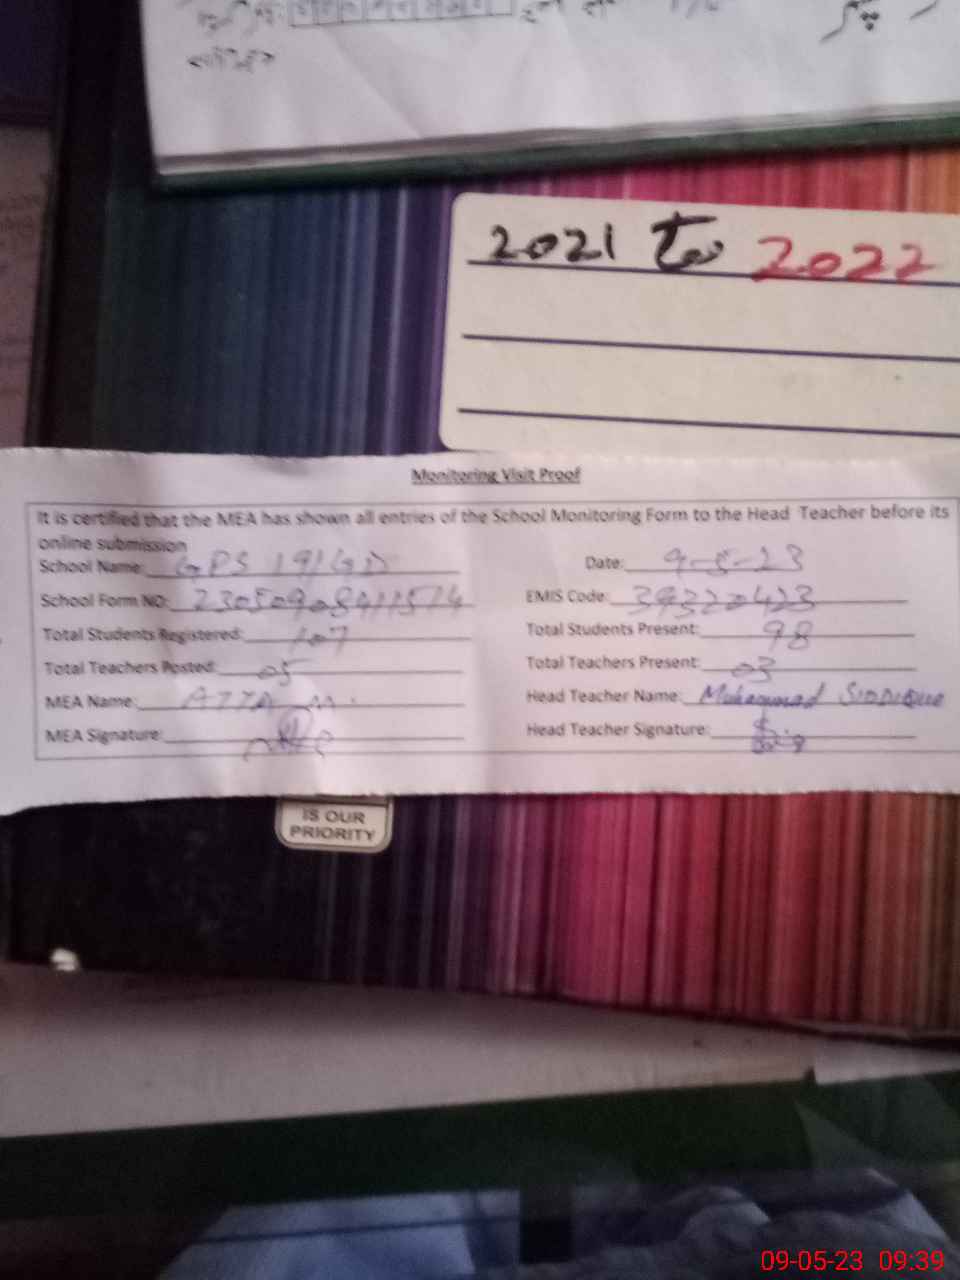 2021 To 2022
Monitoring Visit Proof
It is certified that the MEA has shown all entries of the School Monitoring Form to the Head Teacher before its
online submission
School Name: GPS 19/GD Date: 9-5-23
School Form NO: EMIS Code: 39320423
Total Students Registered: 107 Total Students Present: 98
Total Teachers Posted: 05 Total Teachers Present: 03
MEA Name: ATTA M. Head Teacher Name: Muhammad SIDDIQUE
MEA Signature: Head Teacher Signature:
IS OUR
PRIORITY
09-05-23 09:39